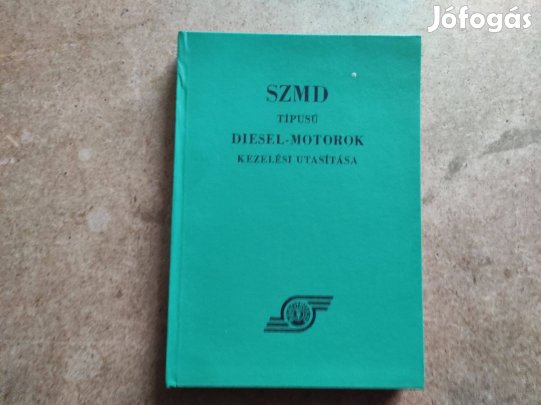 Jófogás
SZMD
TÍPUSÚ
DIESEL-MOTOROK
KEZELÉSI UTASÍTÁSA